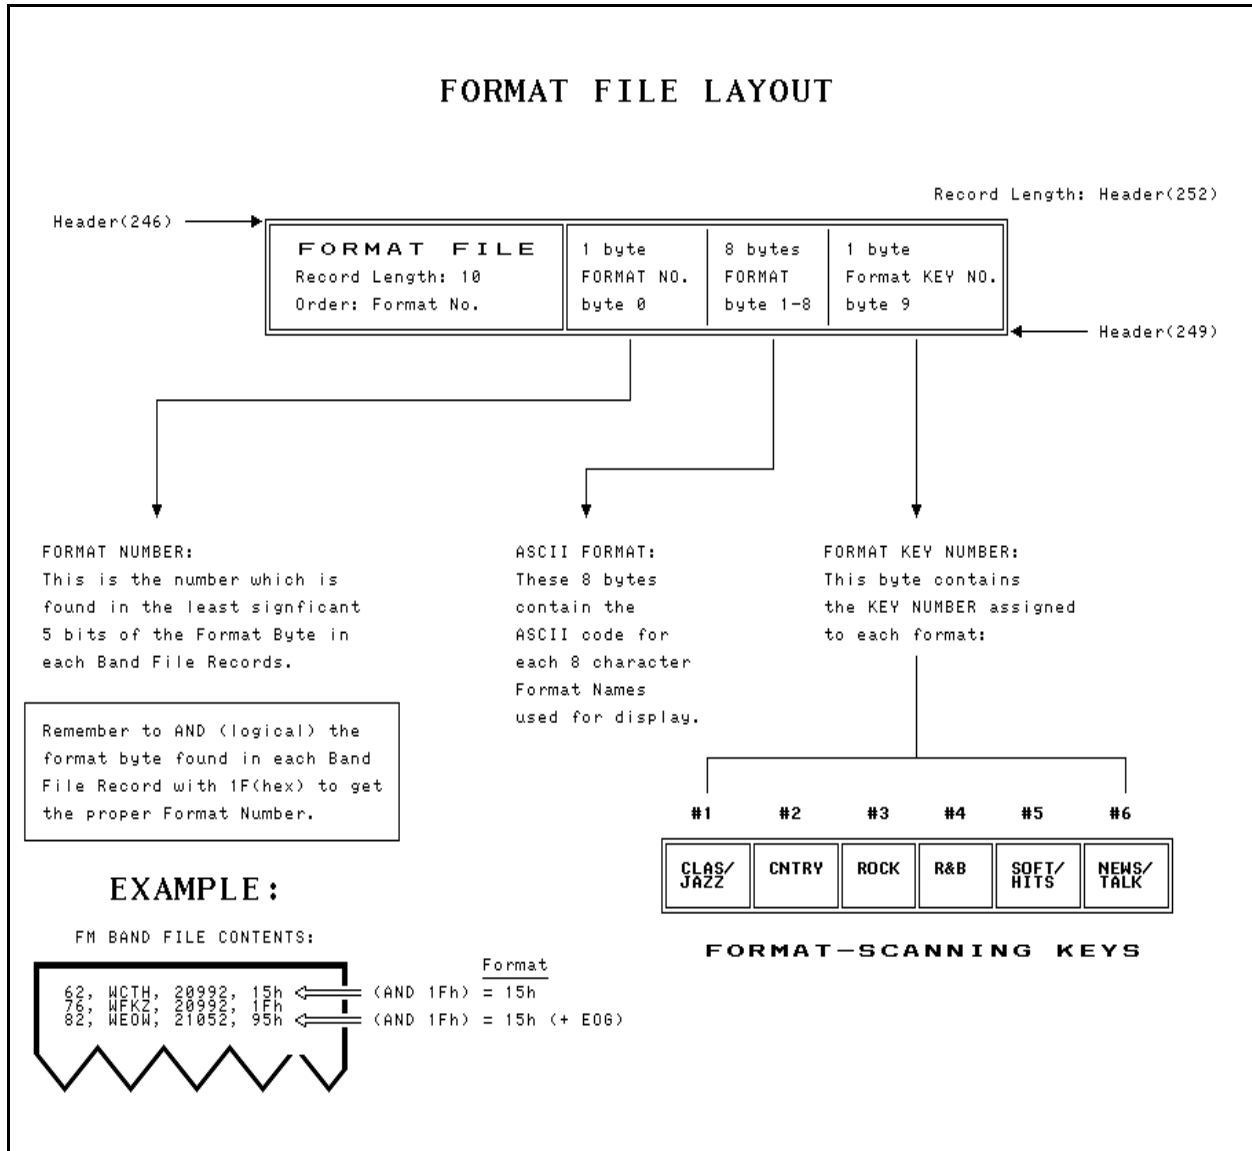 FORMAT FILE LAYOUT
Record Length: Header(252)
Header(246)
FORMAT FILE
Record Length: 10
Order: Format No.
1 byte
FORMAT NO.
byte 0
8 bytes
FORMAT
byte 1-8
1 byte
Format KEY NO.
byte 9
Header(249)
FORMAT NUMBER:
This is the number which is
found in the least signficant
5 bits of the Format Byte in
each Band File Records.
ASCII FORMAT:
These 8 bytes
contain the
ASCII code for
each 8 character
Format Names
used for display.
FORMAT KEY NUMBER:
This byte contains
the KEY NUMBER assigned
to each format:
Remember to AND (logical) the
format byte found in each Band
File Record with 1F(hex) to get
the proper Format Number.
#1 #2 #3 #4 #5 #6
CLAS/
JAZZ
CNTRY
ROCK
R&B
SOFT/
HITS
NEWS/
TALK
FORMAT-SCANNING KEYS
EXAMPLE:
FM BAND FILE CONTENTS:
Format
62, WCTH, 20992, 15h (AND 1Fh) = 15h
76, WFKZ, 20992, 1Fh
82, WEOW, 21052, 95h (AND 1Fh) = 15h (+ EOG)